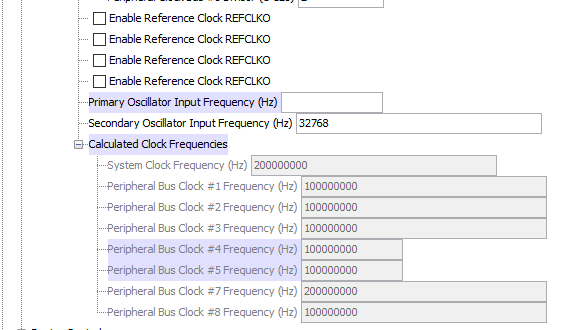 Enable Reference Clock REFCLKO
Enable Reference Clock REFCLKO
Enable Reference Clock REFCLKO
Enable Reference Clock REFCLKO
Primary Oscillator Input Frequency (Hz)
Secondary Oscillator Input Frequency (Hz) 32768
Calculated Clock Frequencies
System Clock Frequency (Hz) 200000000
Peripheral Bus Clock #1 Frequency (Hz) 100000000
Peripheral Bus Clock #2 Frequency (Hz) 100000000
Peripheral Bus Clock #3 Frequency (Hz) 100000000
Peripheral Bus Clock #4 Frequency (Hz) 100000000
Peripheral Bus Clock #5 Frequency (Hz) 100000000
Peripheral Bus Clock #7 Frequency (Hz) 200000000
Peripheral Bus Clock #8 Frequency (Hz) 100000000